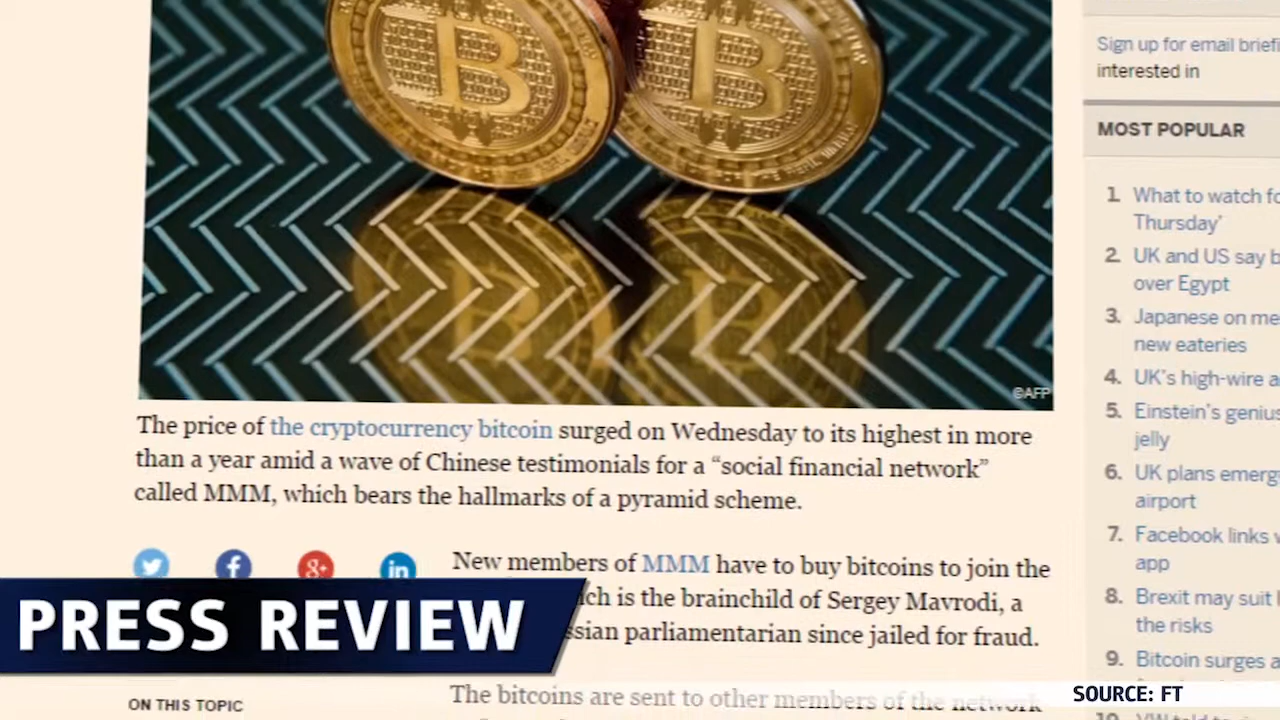 ©AFP
The price of the cryptocurrency bitcoin surged on Wednesday to its highest in more
than a year amid a wave of Chinese testimonials for a “social financial network”
called MMM, which bears the hallmarks of a pyramid scheme.
New members of MMM have to buy bitcoins to join the
ich is the brainchild of Sergey Mavrodi, a
ssian parliamentarian since jailed for fraud.
The bitcoins are sent to other members of the network
ON THIS TOPIC
PRESS REVIEW
Sign up for email briefi
interested in
MOST POPULAR
1. What to watch fo
Thursday’
2. UK and US say b
over Egypt
3. Japanese on me
new eateries
4. UK’s high-wire a
5. Einstein’s genius
jelly
6. UK plans emerg
airport
7. Facebook links w
app
8. Brexit may suit l
the risks
9. Bitcoin surges a
SOURCE: FT